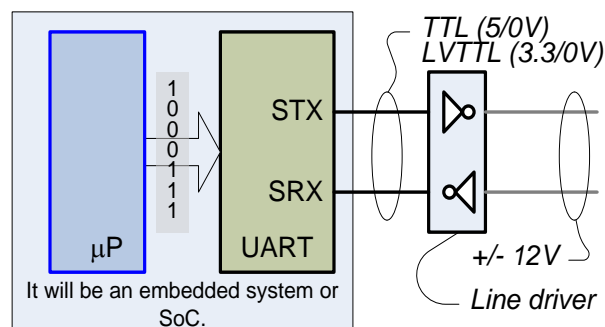 TTL (5/0V)
LVTTL (3.3/0V)
1
0
0
0
1
1
1
STX
SRX
μP
UART
It will be an embedded system or
SoC.
+/- 12V
Line driver